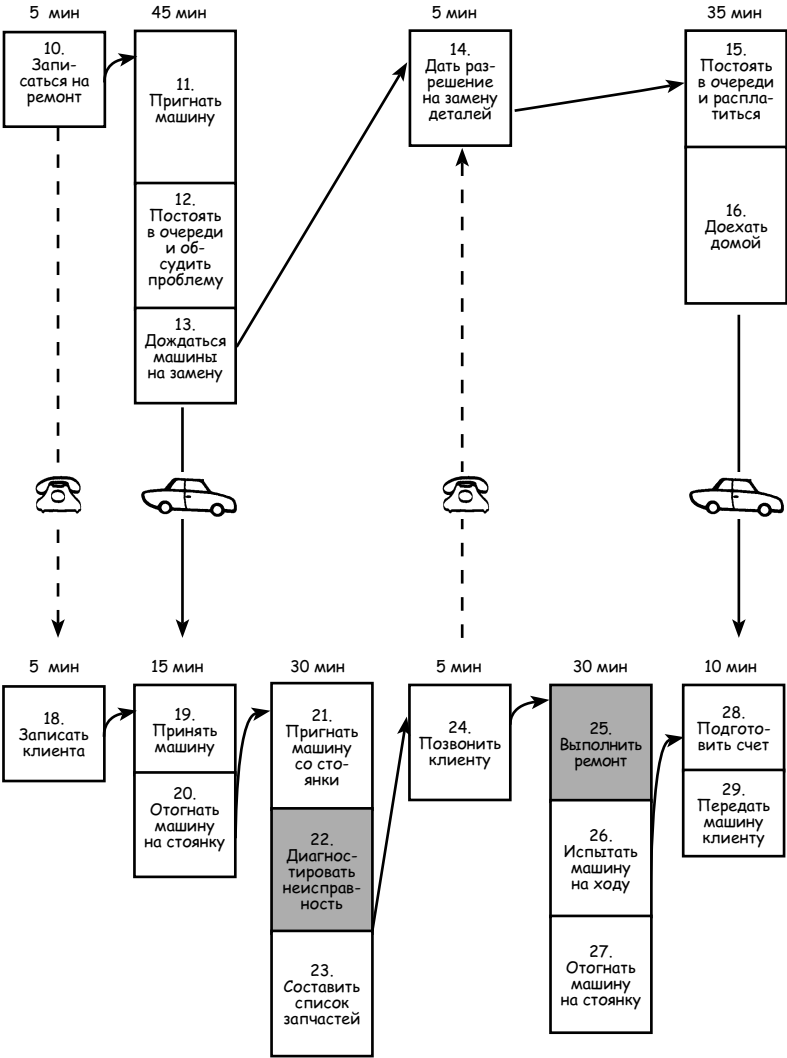 5 мин
10.
Запи-
саться на
ремонт
45 мин
11.
Пригнать
машину
12.
Постоять
в очереди
и об-
судить
проблему
13.
Дождаться
машины
на замену
5 мин
14.
Дать раз-
решение
на замену
деталей
35 мин
15.
Постоять
в очереди
и распла-
титься
16.
Доехать
домой
5 мин
18.
Записать
клиента
15 мин
19.
Принять
машину
20.
Отогнать
машину
на стоянку
30 мин
21.
Пригнать
машину
со сто-
янки
22.
Диагнос-
тировать
неисправ-
ность
23.
Составить
список
запчастей
5 мин
24.
Позвонить
клиенту
30 мин
25.
Выполнить
ремонт
26.
Испытать
машину
на ходу
27.
Отогнать
машину
на стоянку
10 мин
28.
Подгото-
вить счет
29.
Передать
машину
клиенту